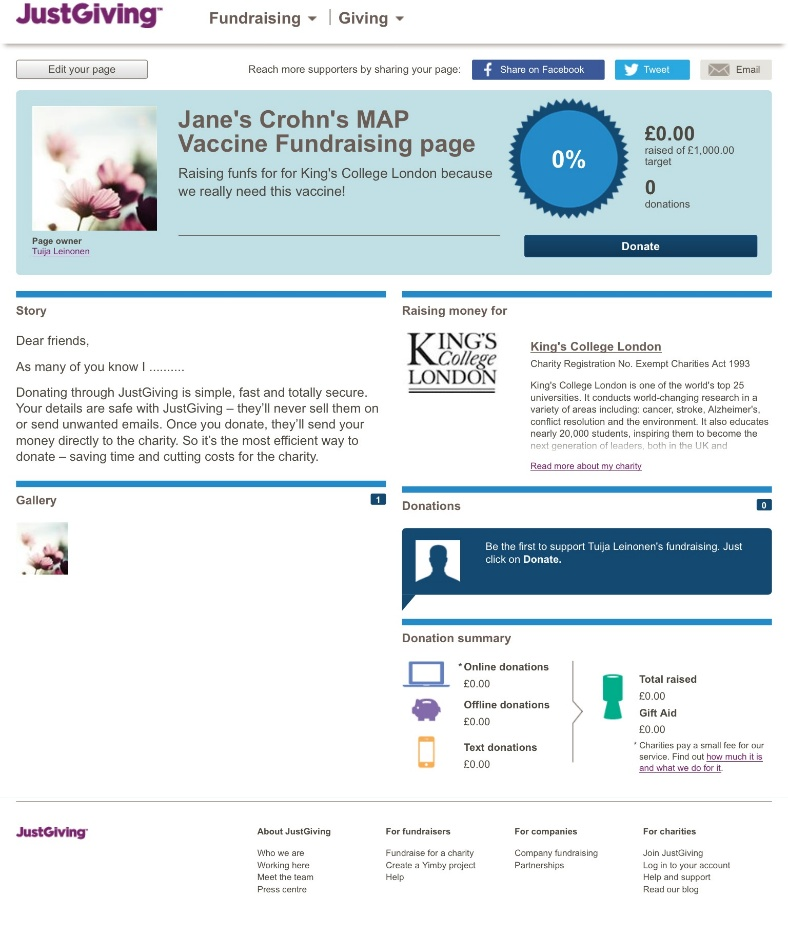 JustGiving™
Fundraising
Giving
Edit your page
Reach more supporters by sharing your page:
Share on Facebook
Tweet
Email
Jane's Crohn's MAP
Vaccine Fundraising page
Raising funfs for for King's College London because
we really need this vaccine!
Page owner
Tuija Leinonen
0%
£0.00
raised of £1,000.00
target
0
donations
Donate
Story
Dear friends,
As many of you know I ..........
Donating through JustGiving is simple, fast and totally secure.
Your details are safe with JustGiving – they'll never sell them on
or send unwanted emails. Once you donate, they'll send your
money directly to the charity. So it's the most efficient way to
donate – saving time and cutting costs for the charity.
Gallery
1
Raising money for
KING'S
College
LONDON
King's College London
Charity Registration No. Exempt Charities Act 1993
King's College London is one of the world's top 25
universities. It conducts world-changing research in a
variety of areas including: cancer, stroke, Alzheimer's,
conflict resolution and the environment. It also educates
nearly 20,000 students, inspiring them to become the
next generation of leaders, both in the UK and
Read more about my charity
Donations
0
Be the first to support Tuija Leinonen's fundraising. Just
click on Donate.
Donation summary
* Online donations
£0.00
Offline donations
£0.00
Text donations
£0.00
Total raised
£0.00
Gift Aid
£0.00
* Charities pay a small fee for our
service. Find out how much it is
and what we do for it.
JustGiving™
About JustGiving
Who we are
Working here
Meet the team
Press centre
For fundraisers
Fundraise for a charity
Create a Yimby project
Help
For companies
Company fundraising
Partnerships
For charities
Join JustGiving
Log in to your account
Help and support
Read our blog